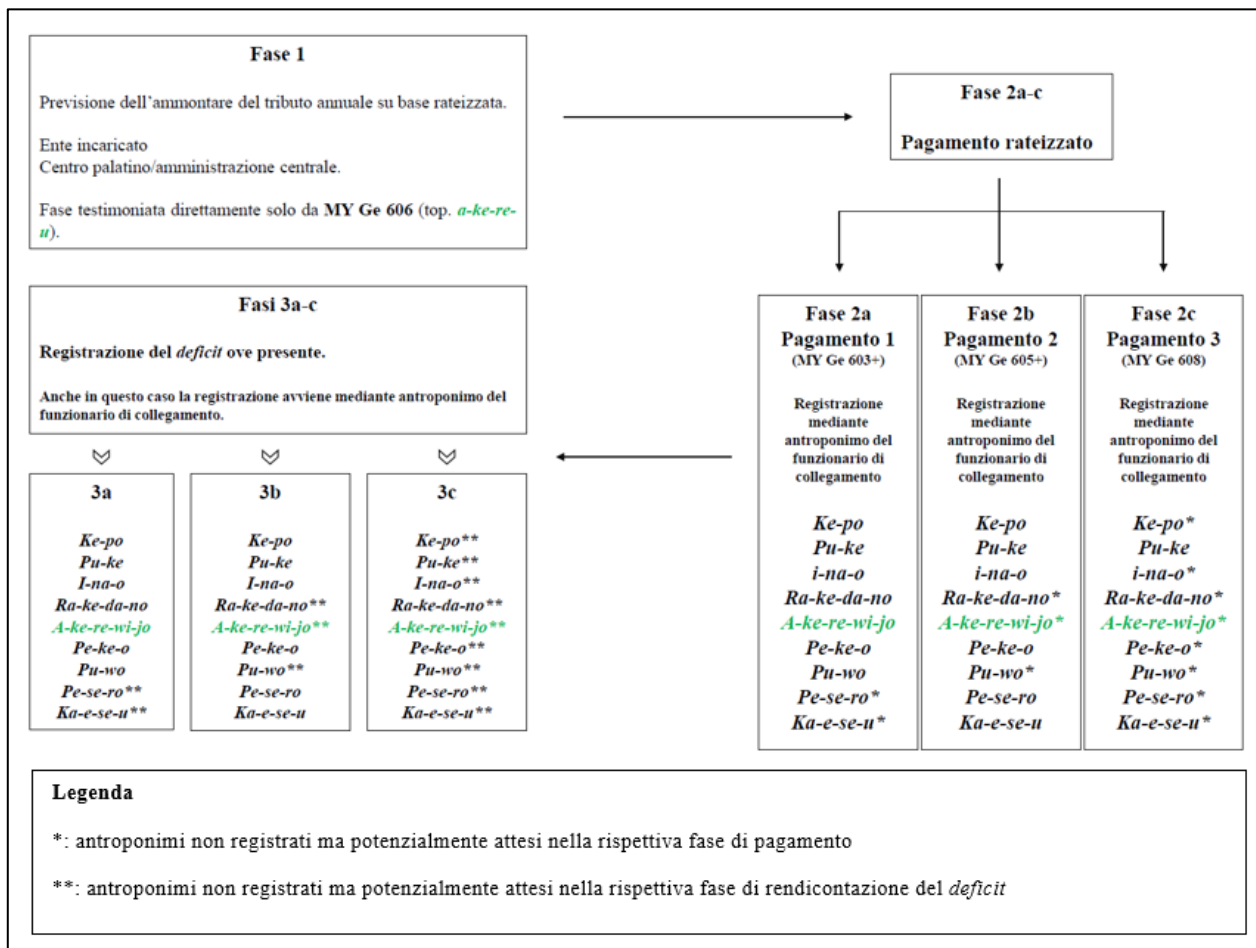 Fase 1
Previsione dell’ammontare del tributo annuale su base rateizzata.
Ente incaricato
Centro palatino/amministrazione centrale.
Fase testimoniata direttamente solo da MY Ge 606 (top. a-ke-re-
u).
Fase 2a-c
Pagamento rateizzato
Fasi 3a-c
Registrazione del deficit ove presente.
Anche in questo caso la registrazione avviene mediante antroponimo del
funzionario di collegamento.
Fase 2a
Pagamento 1
(MY Ge 603+)
Registrazione
mediante
antroponimo del
funzionario di
collegamento
Ke-po
Pu-ke
i-na-o
Ra-ke-da-no
A-ke-re-wi-jo
Pe-ke-o
Pu-wo
Pe-se-ro*
Ka-e-se-u*
Fase 2b
Pagamento 2
(MY Ge 605+)
Registrazione
mediante
antroponimo del
funzionario di
collegamento
Ke-po
Pu-ke
i-na-o
Ra-ke-da-no*
A-ke-re-wi-jo*
Pe-ke-o
Pu-wo*
Pe-se-ro
Ka-e-se-u
Fase 2c
Pagamento 3
(MY Ge 608)
Registrazione
mediante
antroponimo del
funzionario di
collegamento
Ke-po*
Pu-ke
i-na-o*
Ra-ke-da-no*
A-ke-re-wi-jo*
Pe-ke-o*
Pu-wo*
Pe-se-ro*
Ka-e-se-u*
3a
Ke-po
Pu-ke
I-na-o
Ra-ke-da-no
A-ke-re-wi-jo
Pe-ke-o
Pu-wo
Pe-se-ro**
Ka-e-se-u**
3b
Ke-po
Pu-ke
I-na-o
Ra-ke-da-no**
A-ke-re-wi-jo**
Pe-ke-o
Pu-wo**
Pe-se-ro
Ka-e-se-u
3c
Ke-po**
Pu-ke**
I-na-o**
Ra-ke-da-no**
A-ke-re-wi-jo**
Pe-ke-o**
Pu-wo**
Pe-se-ro**
Ka-e-se-u**
Legenda
*: antroponimi non registrati ma potenzialmente attesi nella rispettiva fase di pagamento
**: antroponimi non registrati ma potenzialmente attesi nella rispettiva fase di rendicontazione del deficit